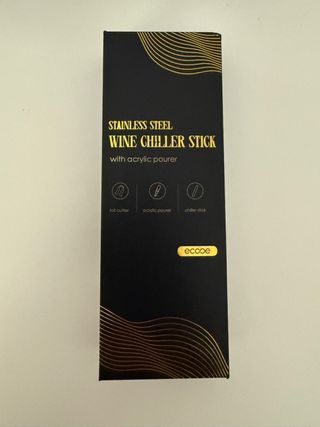 STAINLESS STEEL
WINE CHILLER STICK
with acrylic pourer
foil cutter acrylic pourer chiller stick
ecooe